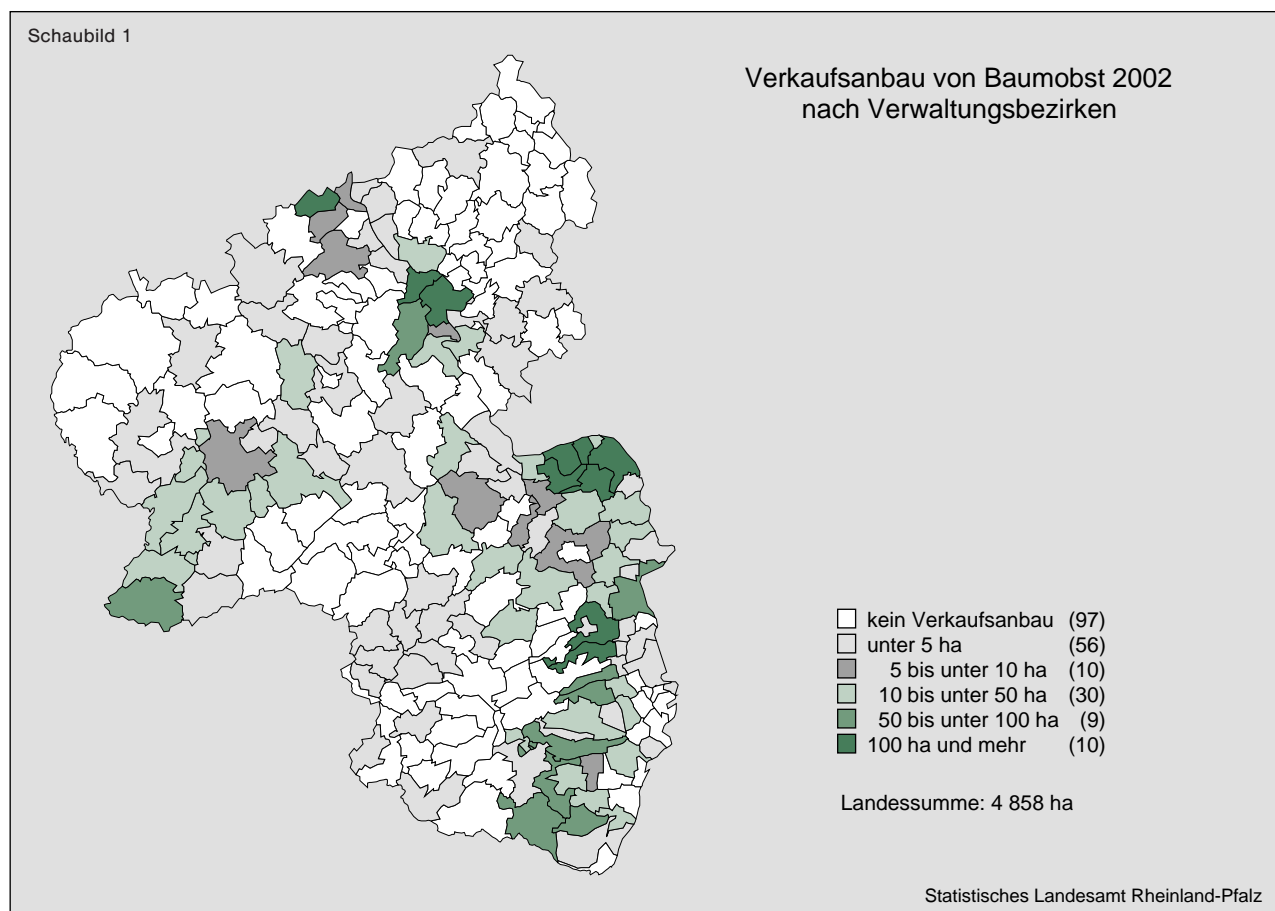 Schaubild 1
Verkaufsanbau von Baumobst 2002
nach Verwaltungsbezirken
kein Verkaufsanbau (97)
unter 5 ha (56)
5 bis unter 10 ha (10)
10 bis unter 50 ha (30)
50 bis unter 100 ha (9)
100 ha und mehr (10)
Landessumme: 4 858 ha
Statistisches Landesamt Rheinland-Pfalz